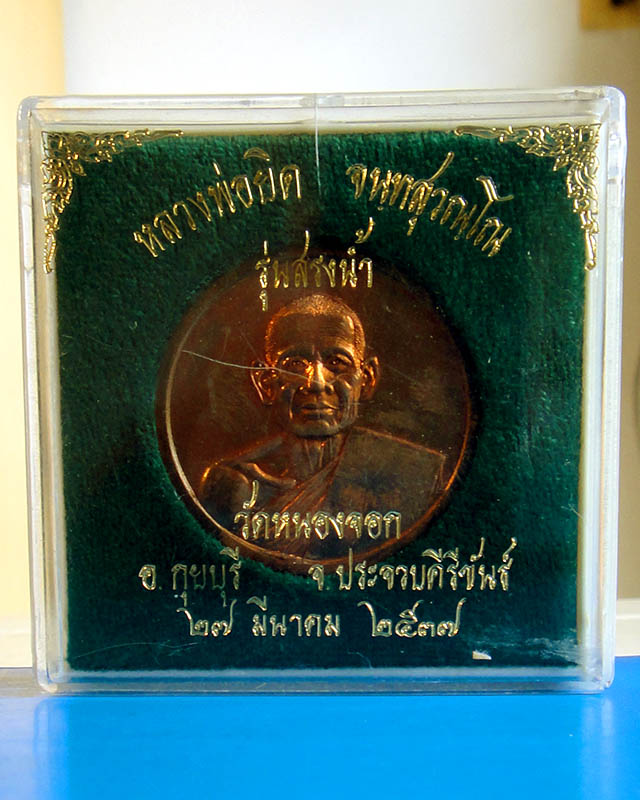 หลวงพ่อยิด จนฺทสุวณฺโณ
รุ่นสรงน้ำ
วัดหนองจอก
อ. กุยบุรี จ. ประจวบคีรีขันธ์
๒๗ มีนาคม ๒๕๓๗